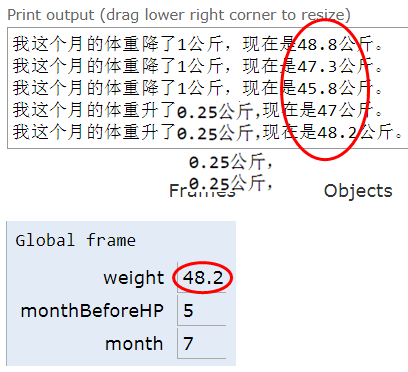 Print output (drag lower right corner to resize)
我这个月的体重降了1公斤，现在是48.8公斤。
我这个月的体重降了1公斤，现在是47.3公斤。
我这个月的体重降了1公斤，现在是45.8公斤。
我这个月的体重升了0.25公斤，现在是47公斤。
我这个月的体重升了0.25公斤，现在是48.2公斤。
0.25公斤，
0.25公斤，
Frames Objects
Global frame
weight 48.2
monthBeforeHP 5
month 7